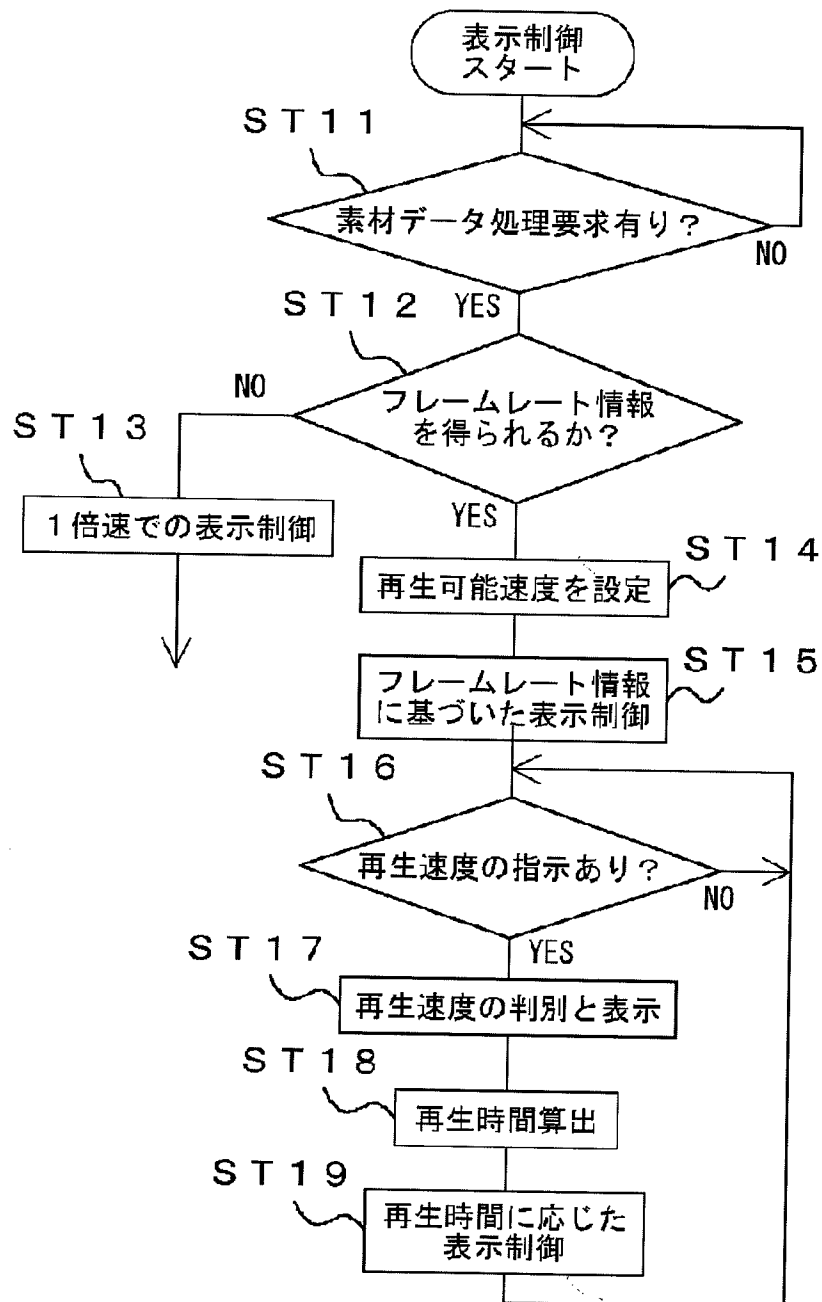 表示制御
スタート
ＳＴ１１
素材データ処理要求有り？
NO
YES
ＳＴ１２
フレームレート情報
を得られるか？
NO
ＳＴ１３
１倍速での表示制御
YES
ＳＴ１４
再生可能速度を設定
ＳＴ１５
フレームレート情報
に基づいた表示制御
ＳＴ１６
再生速度の指示あり？
NO
YES
ＳＴ１７
再生速度の判別と表示
ＳＴ１８
再生時間算出
ＳＴ１９
再生時間に応じた
表示制御